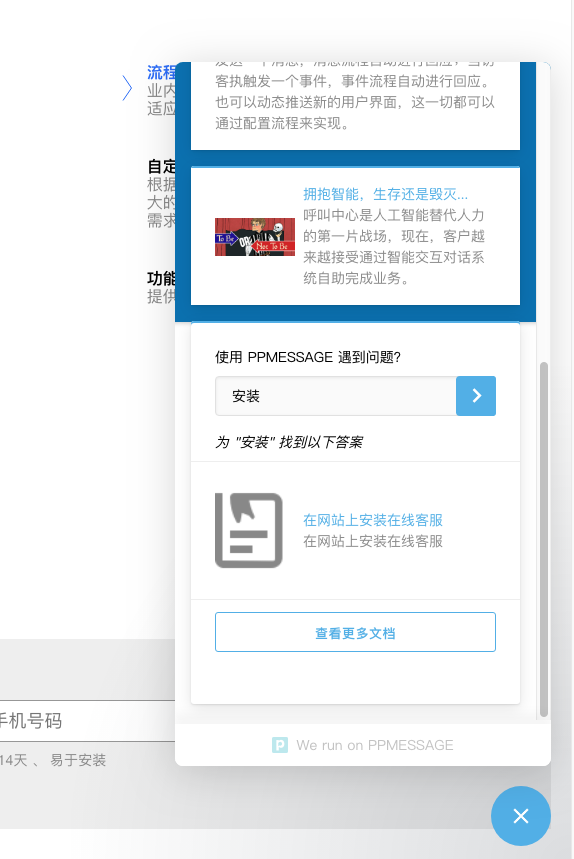 流程
业内
适应
自定
根据
大的
需求
功能
提供
手机号码
14天 、 易于安装
客执触发一个事件，事件流程自动进行回应。
也可以动态推送新的用户界面，这一切都可以
通过配置流程来实现。
To Be
OR
Not To Be
拥抱智能，生存还是毁灭...
呼叫中心是人工智能替代人力
的第一片战场，现在，客户越
来越接受通过智能交互对话系
统自助完成业务。
使用 PPMESSAGE 遇到问题?
安装
为 "安装" 找到以下答案
在网站上安装在线客服
在网站上安装在线客服
查看更多文档
P We run on PPMESSAGE